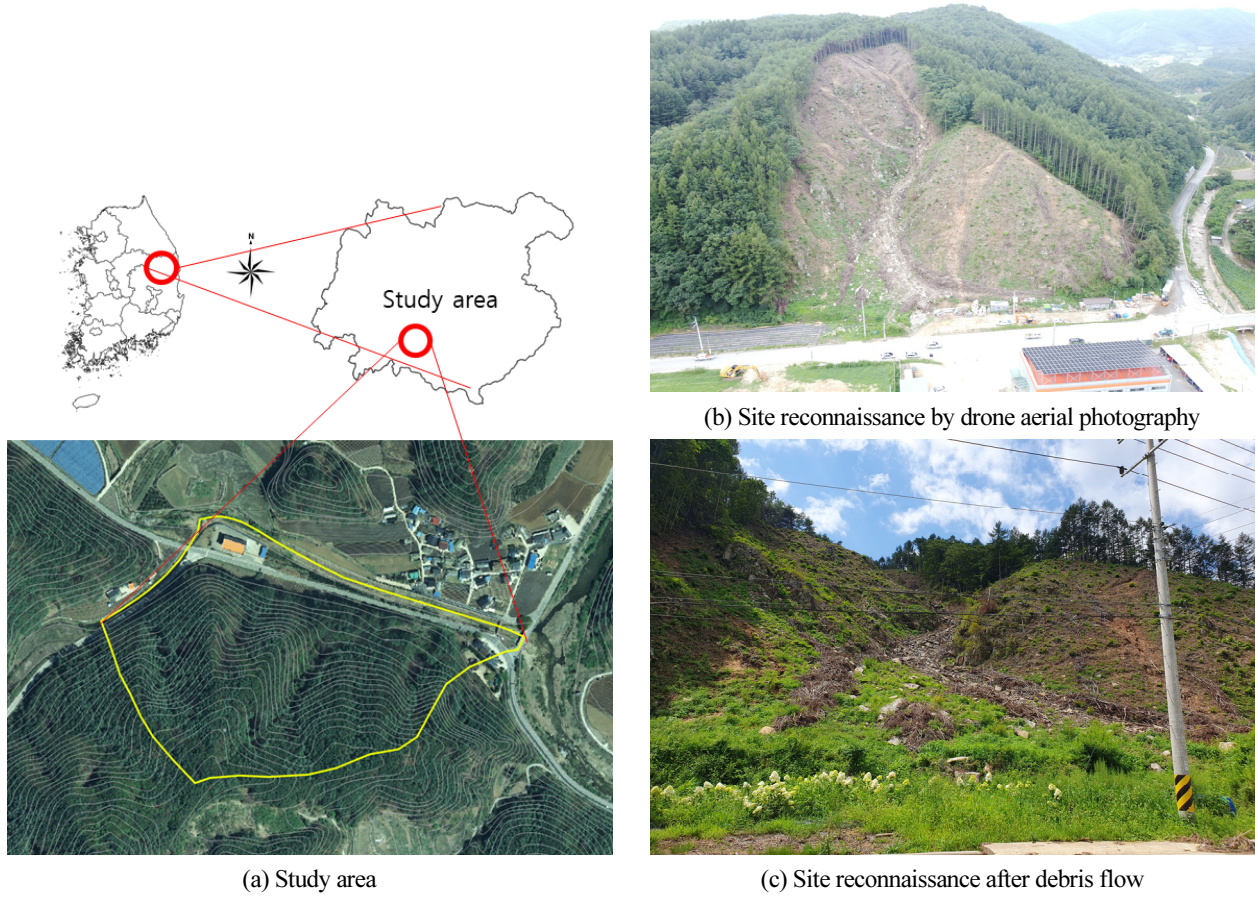 N
Study area
(b) Site reconnaissance by drone aerial photography
(a) Study area
(c) Site reconnaissance after debris flow